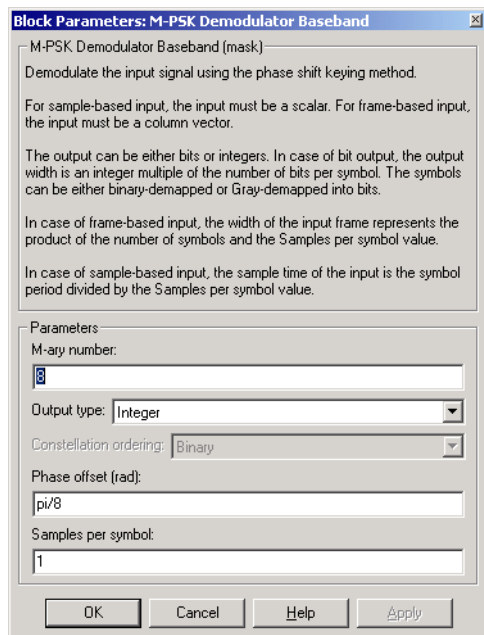 Block Parameters: M-PSK Demodulator Baseband
M-PSK Demodulator Baseband (mask)
Demodulate the input signal using the phase shift keying method.
For sample-based input, the input must be a scalar. For frame-based input,
the input must be a column vector.
The output can be either bits or integers. In case of bit output, the output
width is an integer multiple of the number of bits per symbol. The symbols
can be either binary-demapped or Gray-demapped into bits.
In case of frame-based input, the width of the input frame represents the
product of the number of symbols and the Samples per symbol value.
In case of sample-based input, the sample time of the input is the symbol
period divided by the Samples per symbol value.
Parameters
M-ary number:
8
Output type: Integer
Constellation ordering: Binary
Phase offset (rad):
pi/8
Samples per symbol:
1
OK Cancel Help Apply